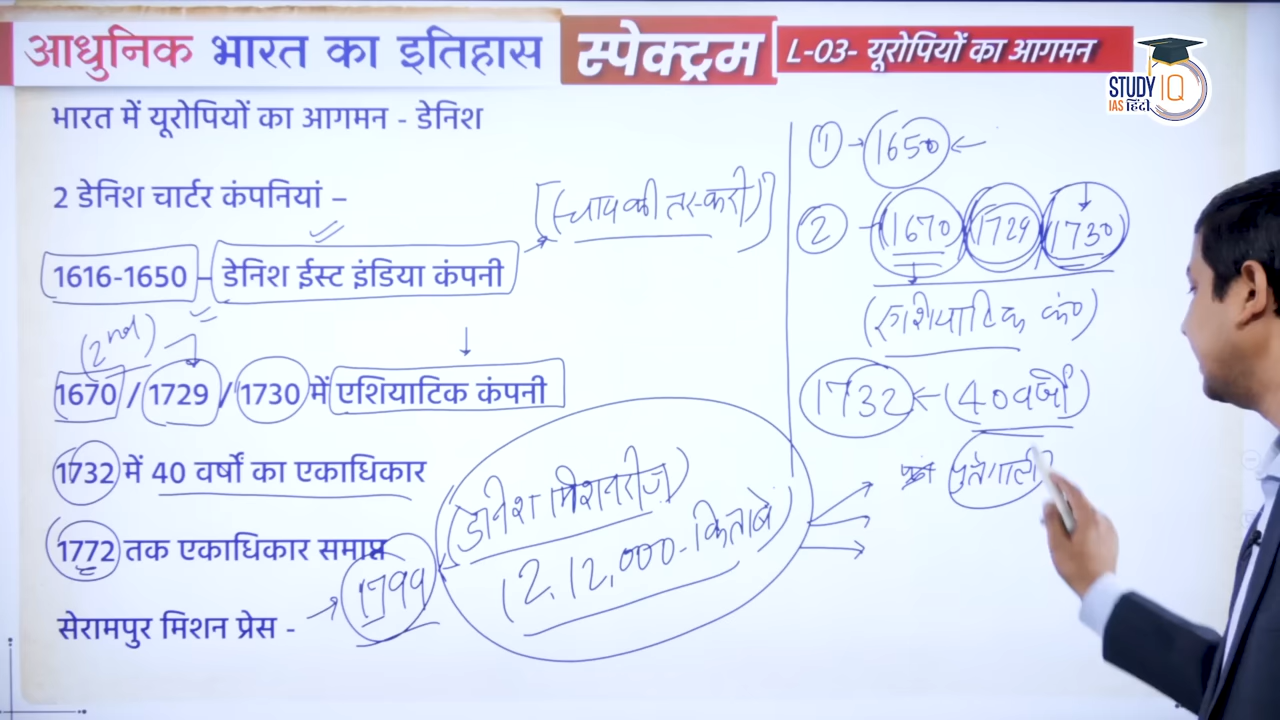 आधुनिक भारत का इतिहास स्पेक्ट्रम L-03- यूरोपियों का आगमन
STUDY IQ
IAS हिंदी
भारत में यूरोपियों का आगमन - डेनिश
2 डेनिश चार्टर कंपनियां –
[(चाय की तस्करी)]
1616-1650 - डेनिश ईस्ट इंडिया कंपनी
(2nd)
1670 / 1729 / 1730 में एशियाटिक कंपनी
1732 में 40 वर्षों का एकाधिकार
1772 तक एकाधिकार समाप्त
सेरामपुर मिशन प्रेस -
1799
(डेनिश मिशनरीज)
(2,12,000-किताबें)
1 → 1650 ←
2 → (1670) (1729) (1730)
(एशियाटिक कं०)
1732 ← (40 वर्षों)
पुर्तगाली